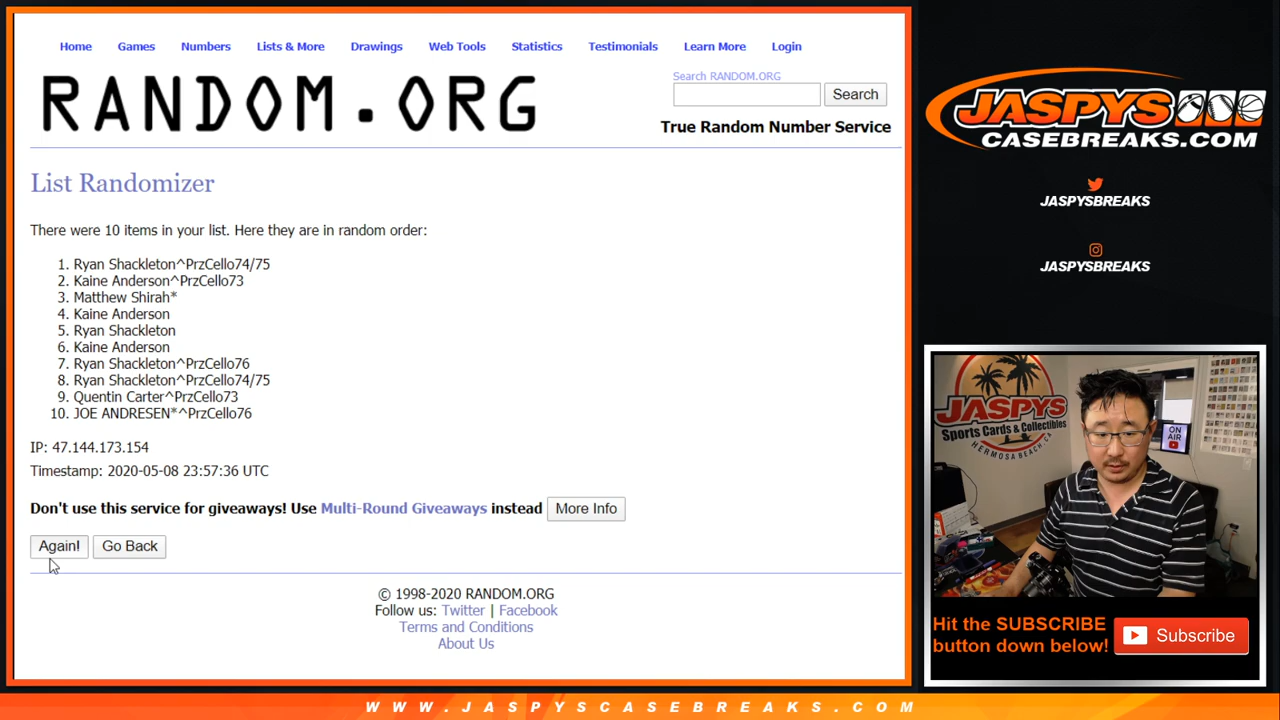 Home Games Numbers Lists & More Drawings Web Tools Statistics Testimonials Learn More Login
RANDOM.ORG
Search RANDOM.ORG
Search
True Random Number Service
List Randomizer
There were 10 items in your list. Here they are in random order:
1. Ryan Shackleton^PrzCello74/75
2. Kaine Anderson^PrzCello73
3. Matthew Shirah*
4. Kaine Anderson
5. Ryan Shackleton
6. Kaine Anderson
7. Ryan Shackleton^PrzCello76
8. Ryan Shackleton^PrzCello74/75
9. Quentin Carter^PrzCello73
10. JOE ANDRESEN*^PrzCello76
IP: 47.144.173.154
Timestamp: 2020-05-08 23:57:36 UTC
Don't use this service for giveaways! Use Multi-Round Giveaways instead More Info
Again! Go Back
© 1998-2020 RANDOM.ORG
Follow us: Twitter | Facebook
Terms and Conditions
About Us
JASPYS
CASEBREAKS.COM
JASPYSBREAKS
JASPYSBREAKS
JASPYS
Sports Cards & Collectibles
HERMOSA BEACH, CA
ON
AIR
Hit the SUBSCRIBE
button down below!
Subscribe
WWW.JASPYSCASEBREAKS.COM